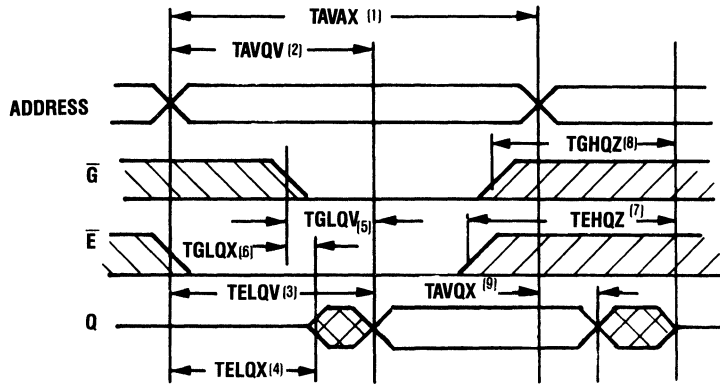 TAVAX (1)
TAVQV (2)
ADDRESS
TGHQZ (8)
G̅
TGLQV (5)
TEHQZ (7)
E̅
TGLQX (6)
TELQV (3)
TAVQX (9)
Q
TELQX (4)